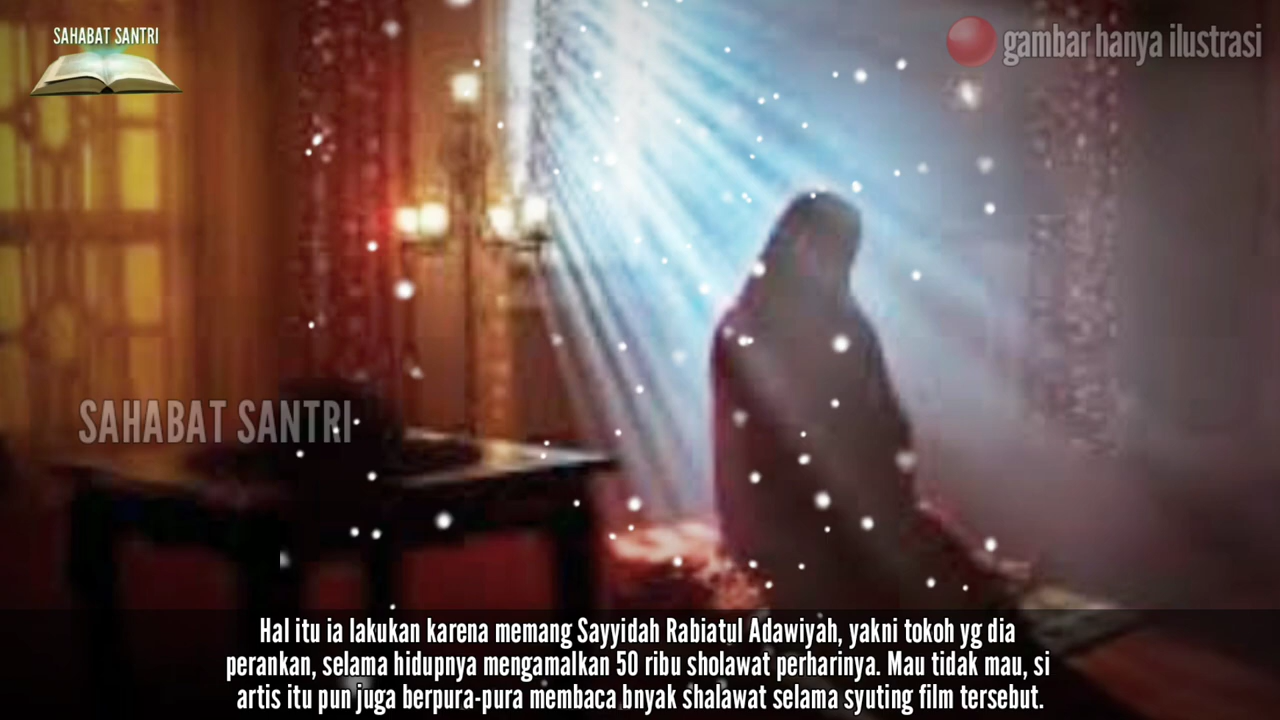 SAHABAT SANTRI
gambar hanya ilustrasi
SAHABAT SANTRI
Hal itu ia lakukan karena memang Sayyidah Rabiatul Adawiyah, yakni tokoh yg dia
perankan, selama hidupnya mengamalkan 50 ribu sholawat perharinya. Mau tidak mau, si
artis itu pun juga berpura-pura membaca bnyak shalawat selama syuting film tersebut.